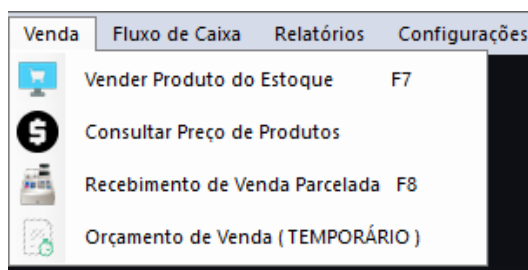 Venda Fluxo de Caixa Relatórios Configurações
Vender Produto do Estoque F7
Consultar Preço de Produtos
Recebimento de Venda Parcelada F8
Orçamento de Venda ( TEMPORÁRIO )